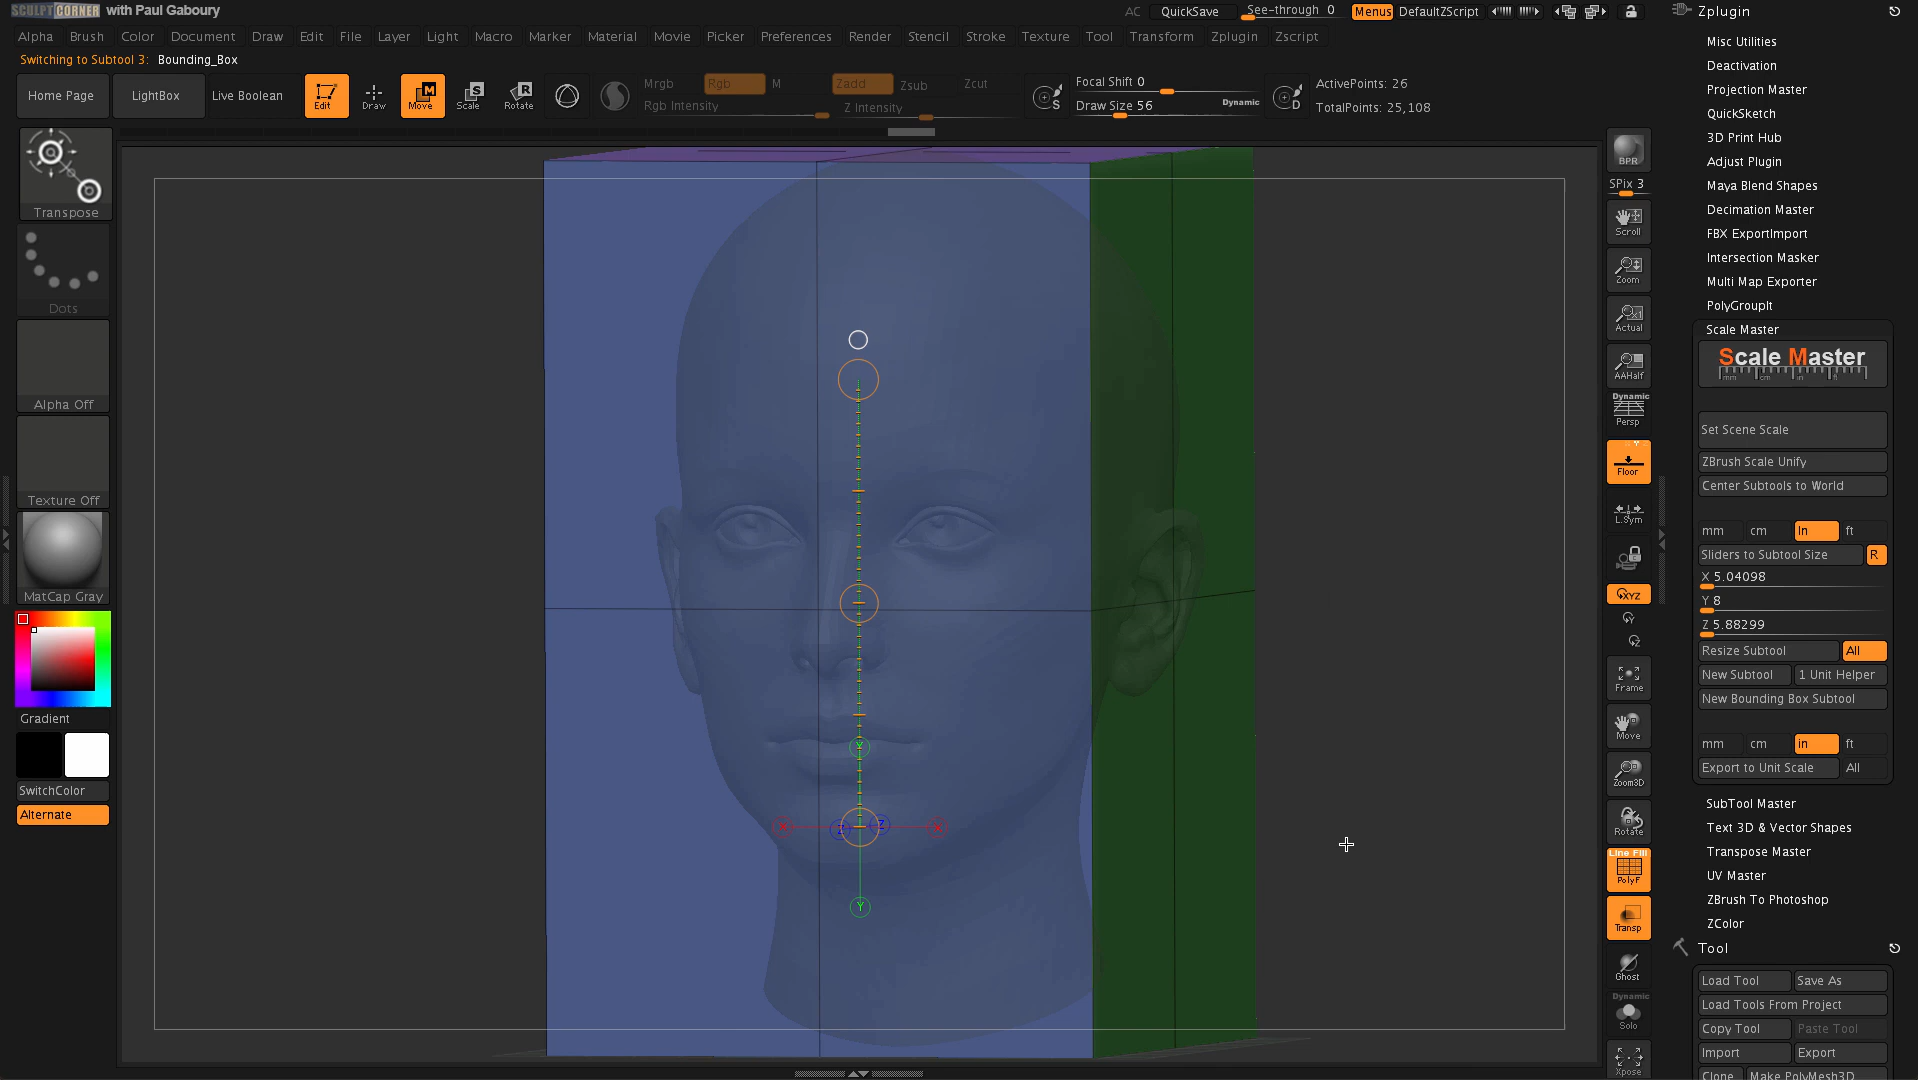 SCULPT CORNER with Paul Gaboury
AC QuickSave See-through 0 Menus DefaultZScript
Zplugin
Alpha Brush Color Document Draw Edit File Layer Light Macro Marker Material Movie Picker Preferences Render Stencil Stroke Texture Tool Transform Zplugin Zscript
Switching to Subtool 3: Bounding_Box
Home Page LightBox Live Boolean Edit Draw Move Scale Rotate
Mrgb Rgb M Zadd Zsub Zcut
Rgb Intensity Z Intensity
Focal Shift 0
Draw Size 56 Dynamic
ActivePoints: 26
TotalPoints: 25,108
Transpose
Dots
Alpha Off
Texture Off
MatCap Gray
Gradient
SwitchColor
Alternate
Y
X Z Z X
Y
BPR
SPix 3
Scroll
Zoom
Actual
AAHalf
Dynamic
Persp
Floor
L.Sym
XYZ
Y
Z
Frame
Move
Zoom3D
Rotate
Line Fill
PolyF
Transp
Ghost
Dynamic
Solo
Xpose
Misc Utilities
Deactivation
Projection Master
QuickSketch
3D Print Hub
Adjust Plugin
Maya Blend Shapes
Decimation Master
FBX ExportImport
Intersection Masker
Multi Map Exporter
PolyGroupIt
Scale Master
Scale Master
mm cm in ft
Set Scene Scale
ZBrush Scale Unify
Center Subtools to World
mm cm In ft
Sliders to Subtool Size R
X 5.04098
Y 8
Z 5.88299
Resize Subtool All
New Subtool 1 Unit Helper
New Bounding Box Subtool
mm cm in ft
Export to Unit Scale All
SubTool Master
Text 3D & Vector Shapes
Transpose Master
UV Master
ZBrush To Photoshop
ZColor
Tool
Load Tool Save As
Load Tools From Project
Copy Tool Paste Tool
Import Export
Clone Make PolyMesh3D